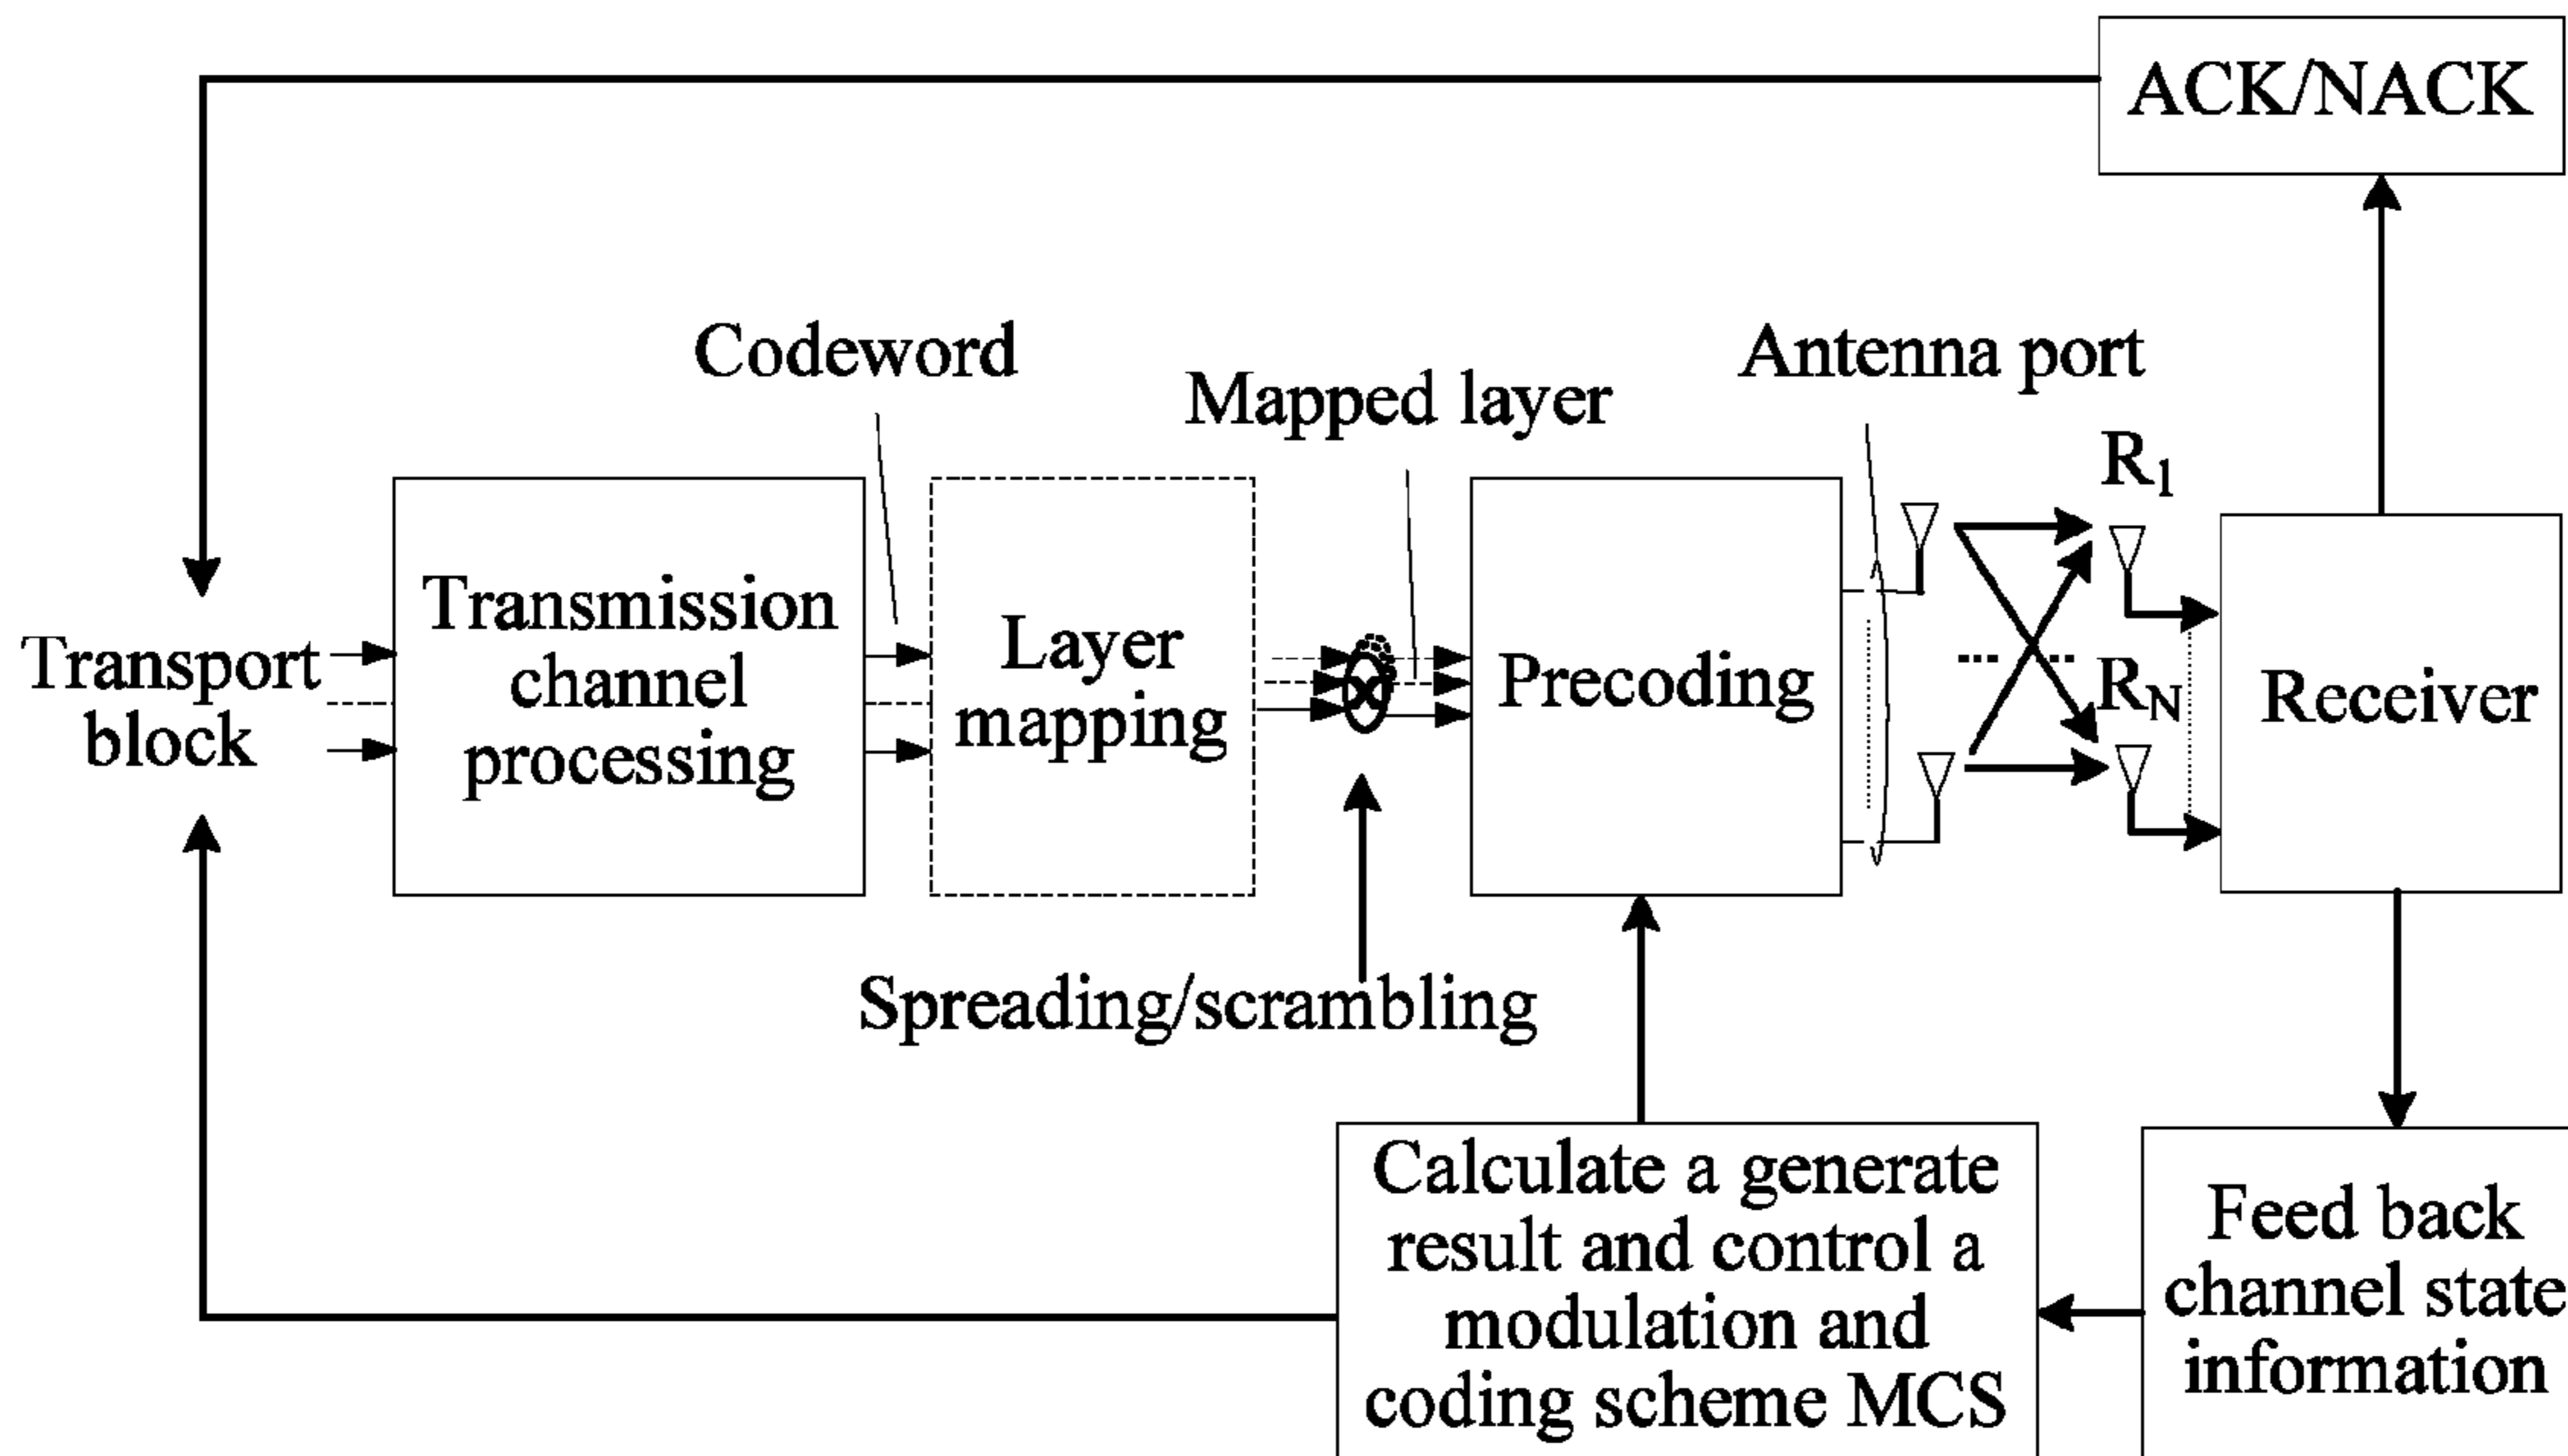 ACK/NACK
Codeword
Mapped layer
Antenna port
R1
Transport
block
Transmission
channel
processing
Layer
mapping
Precoding
RN
Receiver
Spreading/scrambling
Calculate a generate
result and control a
modulation and
coding scheme MCS
Feed back
channel state
information